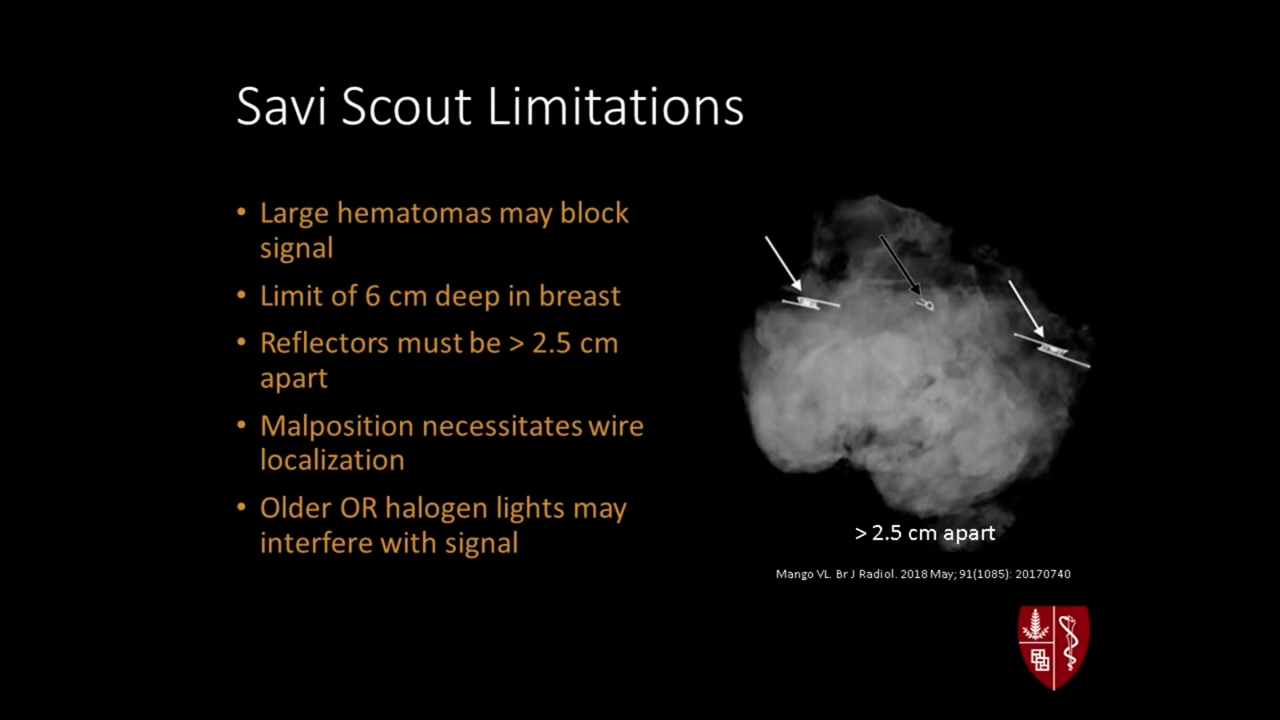 Savi Scout Limitations
• Large hematomas may block
signal
• Limit of 6 cm deep in breast
• Reflectors must be > 2.5 cm
apart
• Malposition necessitates wire
localization
• Older OR halogen lights may
interfere with signal
> 2.5 cm apart
Mango VL. Br J Radiol. 2018 May; 91(1085): 20170740